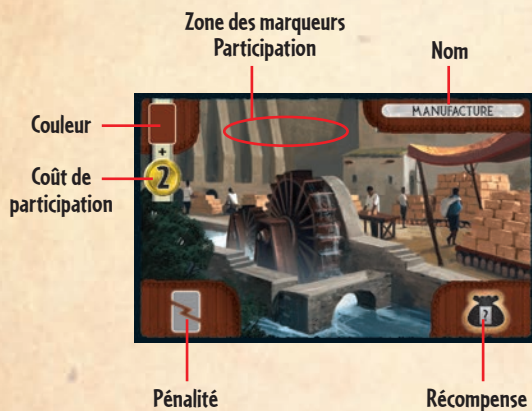 Zone des marqueurs
Participation
Nom
MANUFACTURE
Couleur
+
Coût de
participation
2
?
Pénalité
Récompense